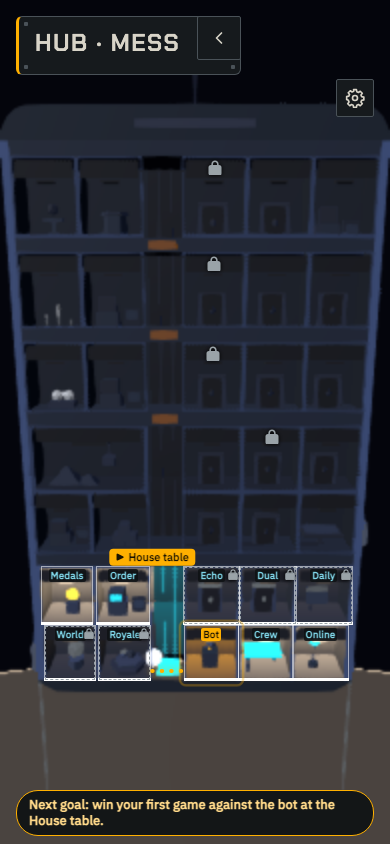 HUB · MESS
▶ House table
Medals Order Echo Dual Daily
World Royale Bot Crew Online
Next goal: win your first game against the bot at the
House table.